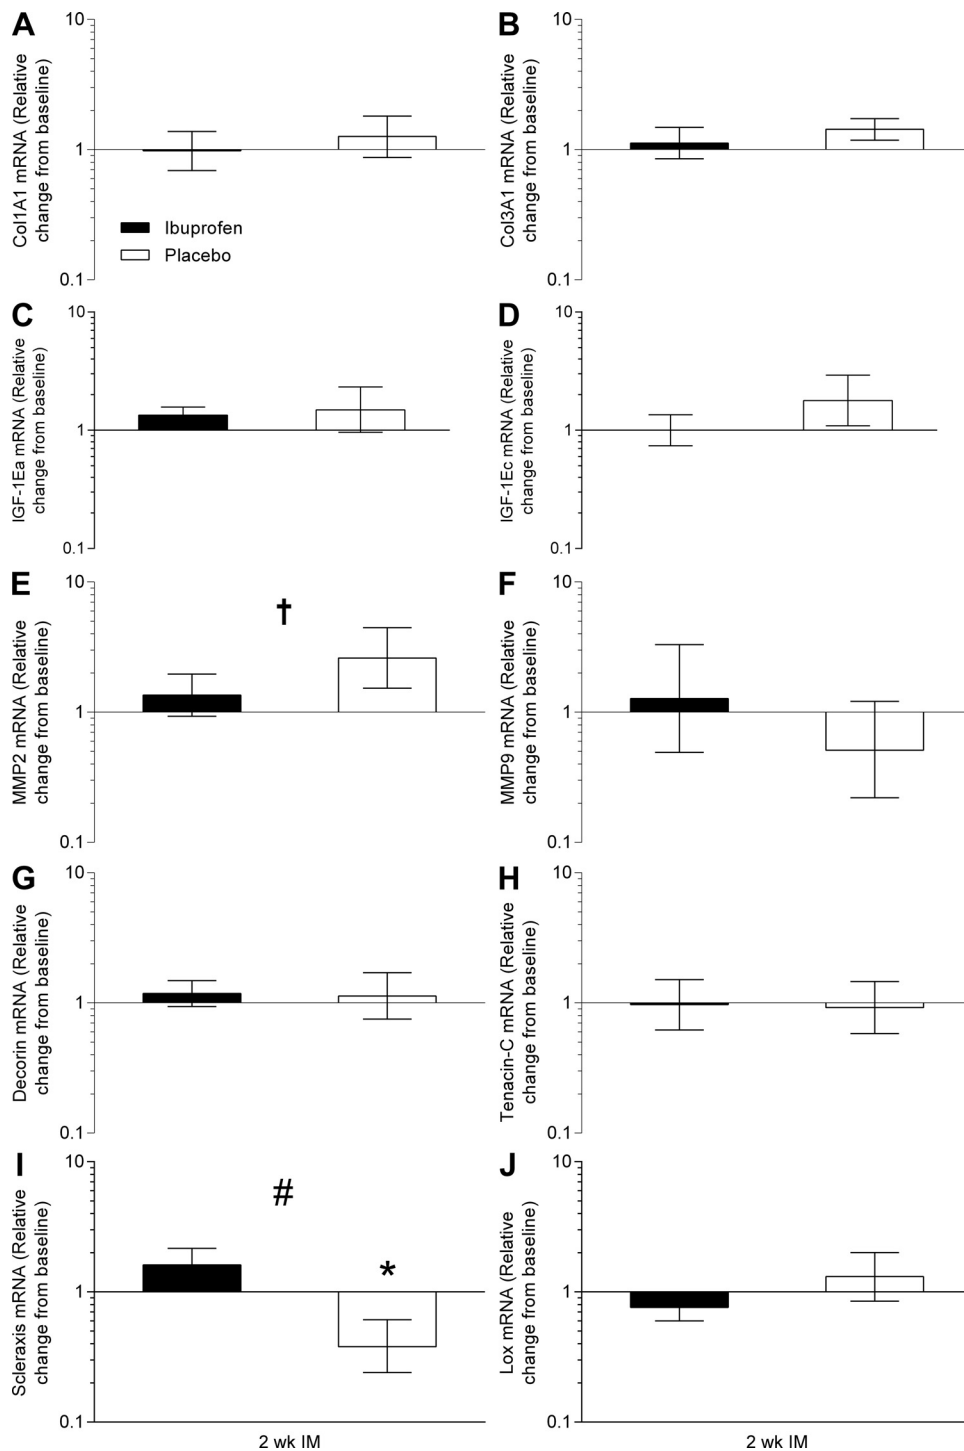 A
Col1A1 mRNA (Relative
change from baseline)
10
1
0.1
Ibuprofen
Placebo
B
Col3A1 mRNA (Relative
change from baseline)
10
1
0.1
C
IGF-1Ea mRNA (Relative
change from baseline)
10
1
0.1
D
IGF-1Ec mRNA (Relative
change from baseline)
10
1
0.1
E
MMP2 mRNA (Relative
change from baseline)
10
1
0.1
†
F
MMP9 mRNA (Relative
change from baseline)
10
1
0.1
G
Decorin mRNA (Relative
change from baseline)
10
1
0.1
H
Tenacin-C mRNA (Relative
change from baseline)
10
1
0.1
I
Scleraxis mRNA (Relative
change from baseline)
10
1
0.1
#
*
2 wk IM
J
Lox mRNA (Relative
change from baseline)
10
1
0.1
2 wk IM